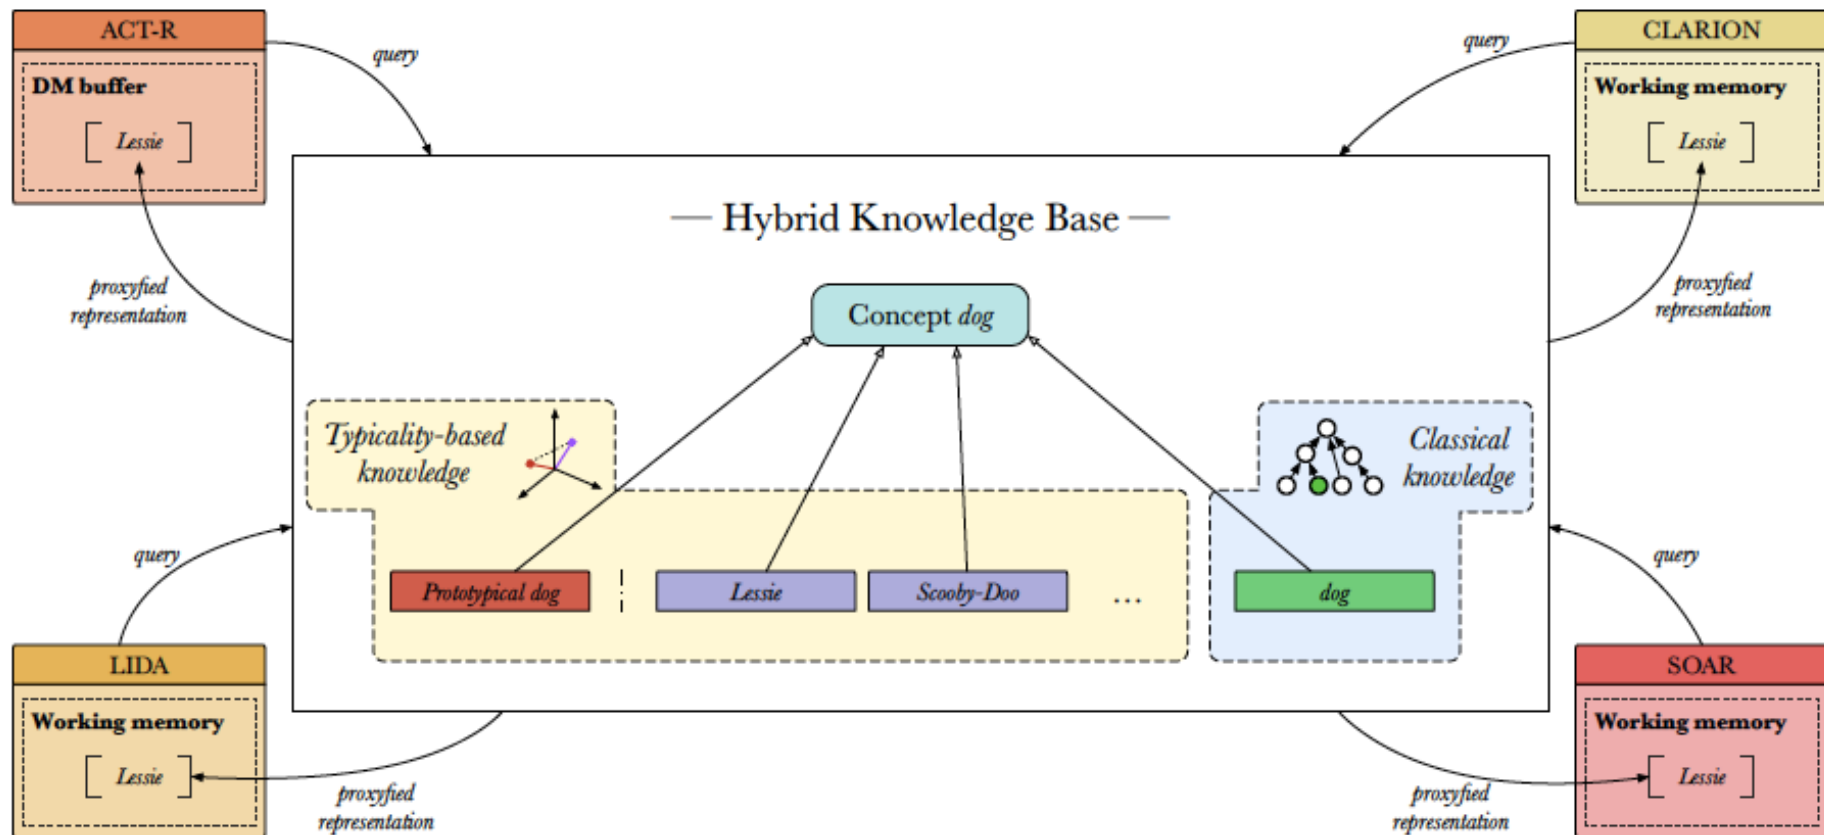 ACT-R
DM buffer
[ Lessie ]
query
proxyfied
representation
CLARION
Working memory
[ Lessie ]
query
proxyfied
representation
— Hybrid Knowledge Base —
Concept dog
Typicality-based
knowledge
Classical
knowledge
Prototypical dog
Lessie
Scooby-Doo
...
dog
query
LIDA
Working memory
[ Lessie ]
proxyfied
representation
query
SOAR
Working memory
[ Lessie ]
proxyfied
representation